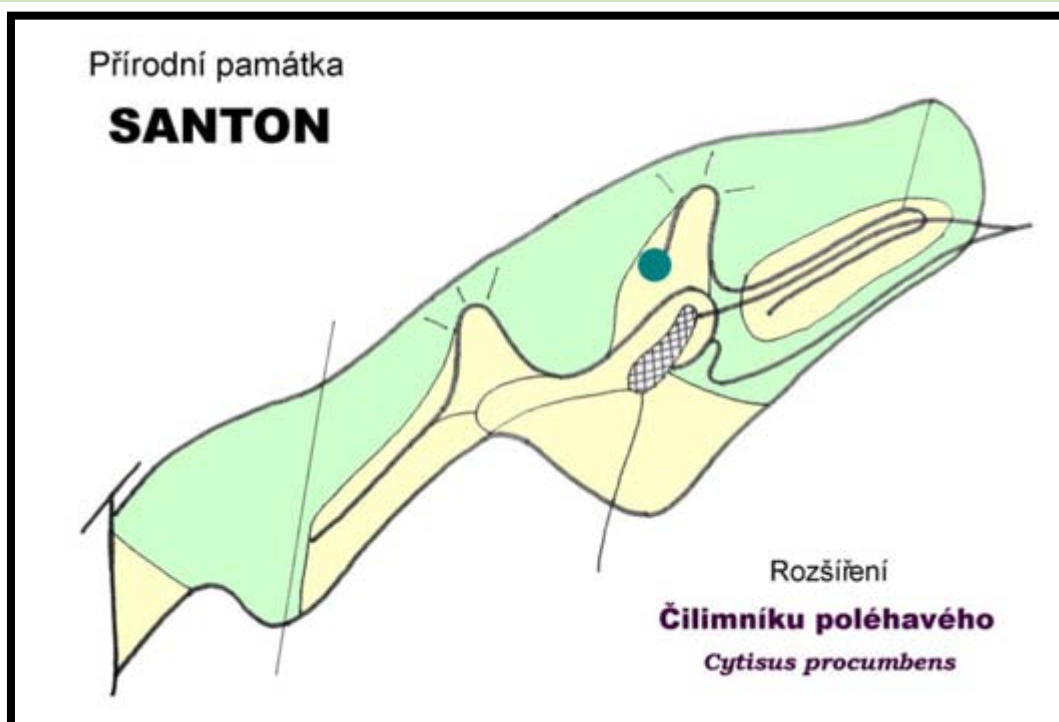 Přírodní památka
SANTON
Rozšíření
Čilimníku poléhavého
Cytisus procumbens